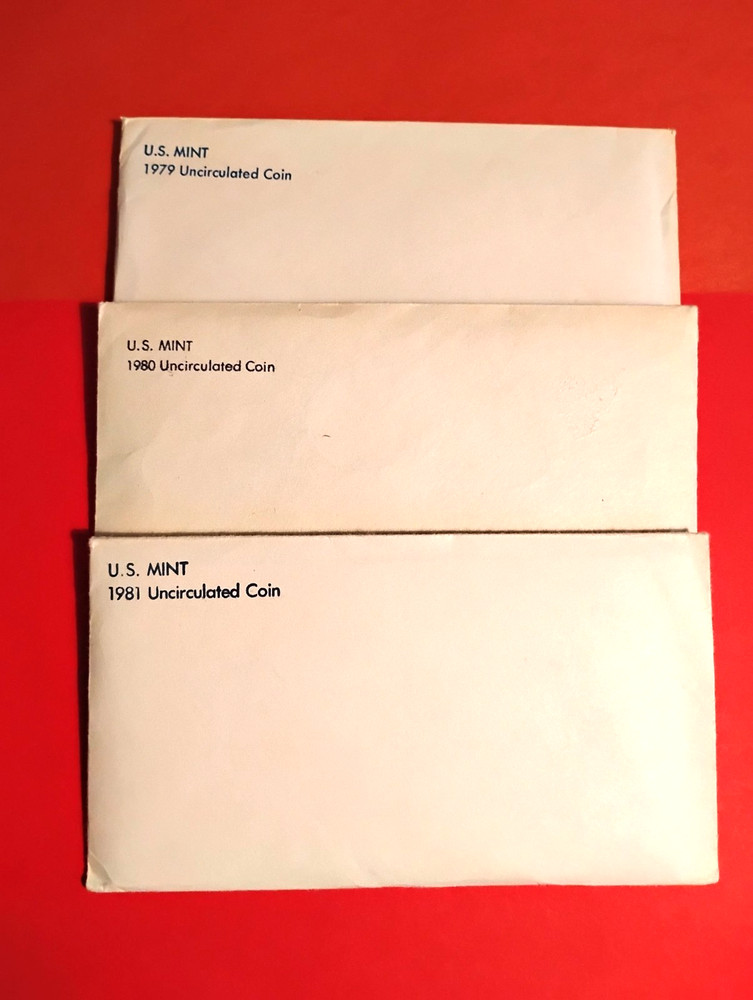 U.S. MINT
1979 Uncirculated Coin
U.S. MINT
1980 Uncirculated Coin
U.S. MINT
1981 Uncirculated Coin